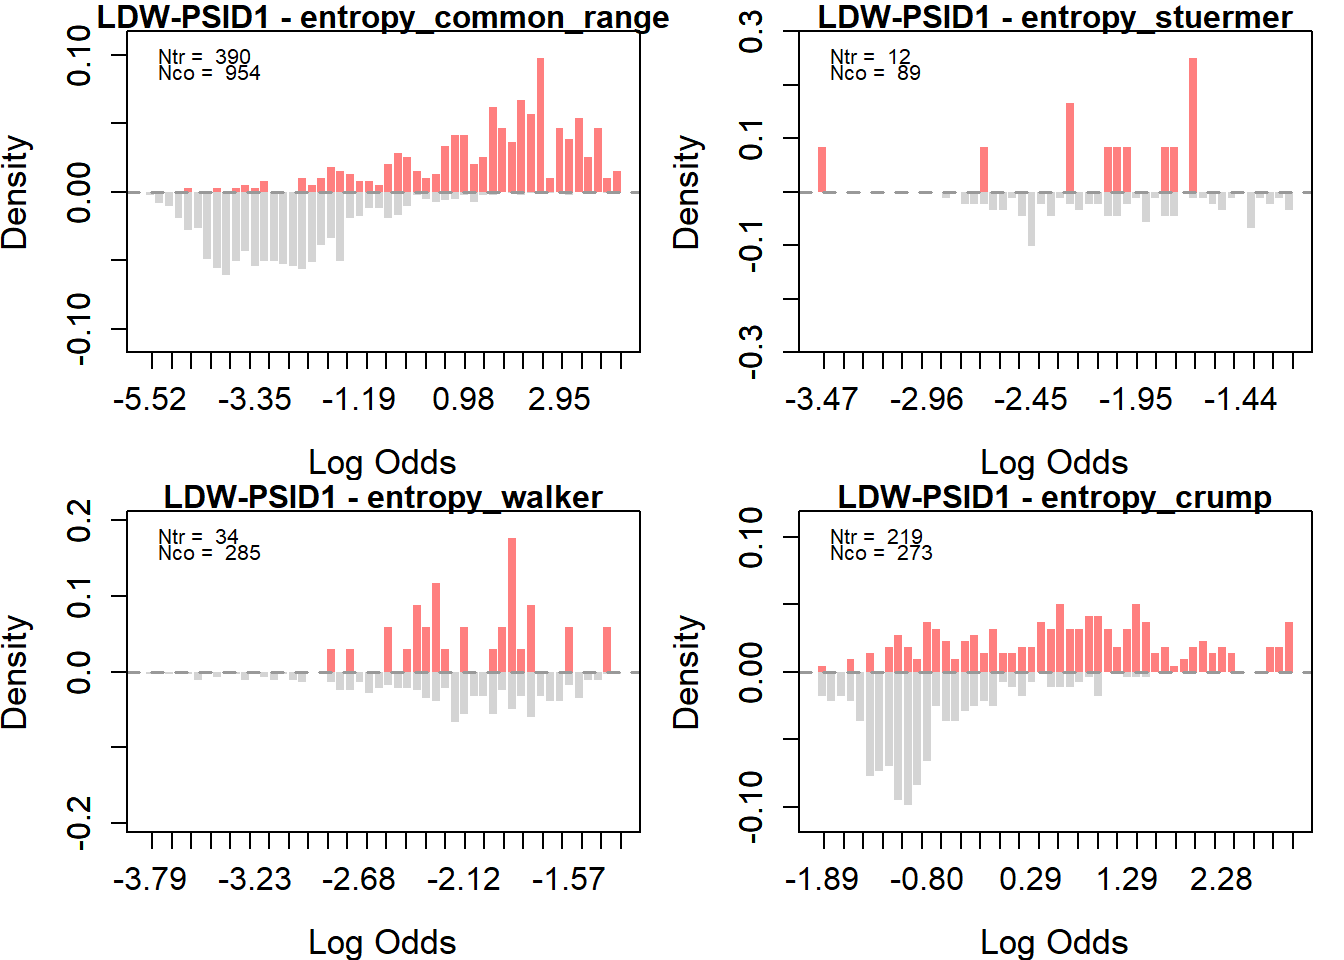 LDW-PSID1 - entropy_common_range
Ntr = 390
Nco = 954
Density
0.10
0.00
-0.10
-5.52 -3.35 -1.19 0.98 2.95
Log Odds
LDW-PSID1 - entropy_stuermer
Ntr = 12
Nco = 89
Density
0.3
0.1
-0.1
-0.3
-3.47 -2.96 -2.45 -1.95 -1.44
Log Odds
LDW-PSID1 - entropy_walker
Ntr = 34
Nco = 285
Density
0.2
0.1
0.0
-0.2
-3.79 -3.23 -2.68 -2.12 -1.57
Log Odds
LDW-PSID1 - entropy_crump
Ntr = 219
Nco = 273
Density
0.10
0.00
-0.10
-1.89 -0.80 0.29 1.29 2.28
Log Odds